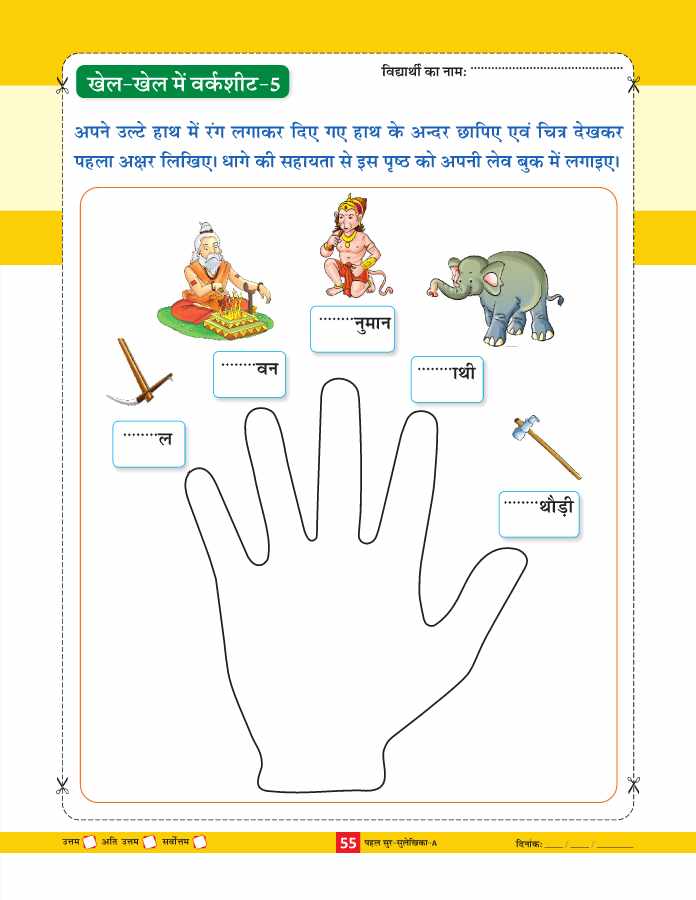 खेल-खेल में वर्कशीट-5
विद्यार्थी का नाम: ............................................
अपने उल्टे हाथ में रंग लगाकर दिए गए हाथ के अन्दर छापिए एवं चित्र देखकर
पहला अक्षर लिखिए। धागे की सहायता से इस पृष्ठ को अपनी लेव बुक में लगाइए।
........नुमान
........वन
........थी
........ल
........थौड़ी
उत्तम अति उत्तम सर्वोत्तम 55 पहल सुर-सुलेखिका-A दिनांक: ____ / ____ / ________